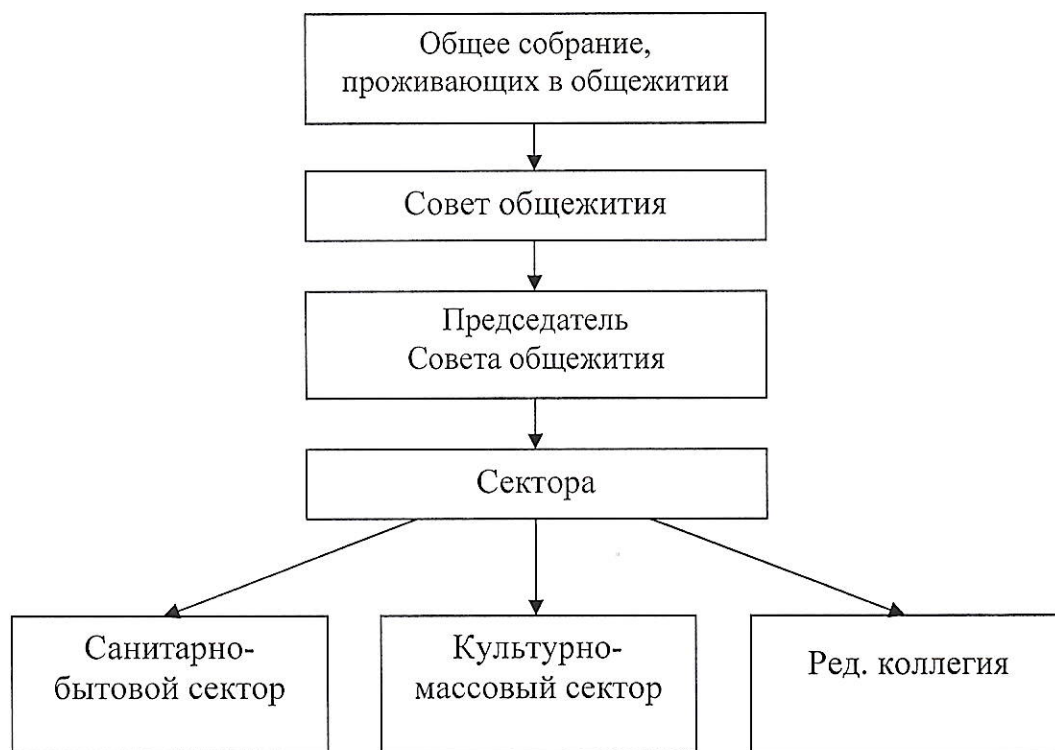 Общее собрание,
проживающих в общежитии
Совет общежития
Председатель
Совета общежития
Сектора
Санитарно-
бытовой сектор
Культурно-
массовый сектор
Ред. коллегия